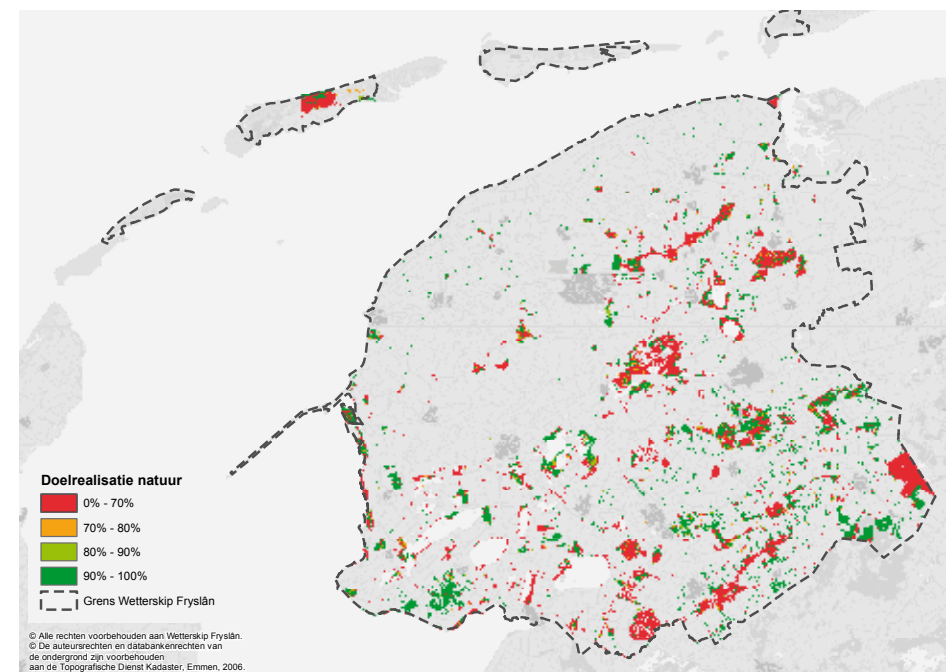 Doelrealisatie natuur
0% - 70%
70% - 80%
80% - 90%
90% - 100%
Grens Wetterskip Fryslân
© Alle rechten voorbehouden aan Wetterskip Fryslân.
© De auteursrechten en databankenrechten van
de ondergrond zijn voorbehouden
aan de Topografische Dienst Kadaster, Emmen, 2006.